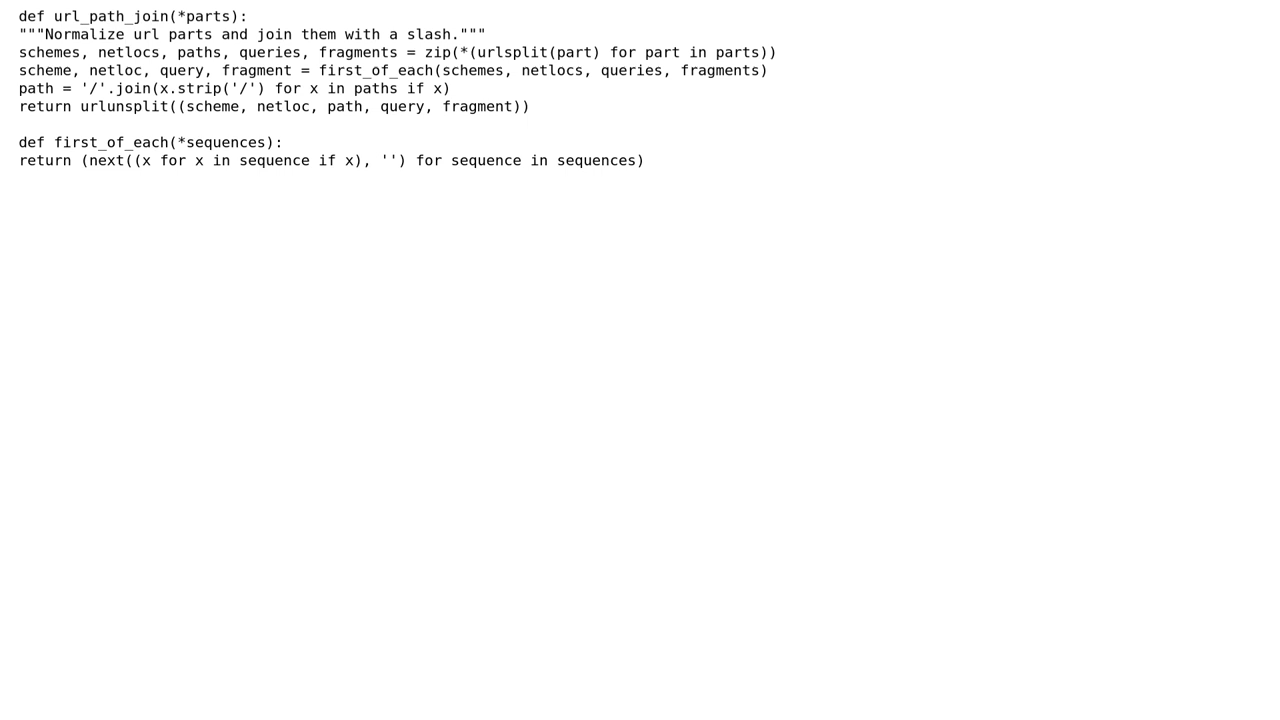 def url_path_join(*parts):
"""Normalize url parts and join them with a slash."""
schemes, netlocs, paths, queries, fragments = zip(*(urlsplit(part) for part in parts))
scheme, netloc, query, fragment = first_of_each(schemes, netlocs, queries, fragments)
path = '/'.join(x.strip('/') for x in paths if x)
return urlunsplit((scheme, netloc, path, query, fragment))

def first_of_each(*sequences):
return (next((x for x in sequence if x), '') for sequence in sequences)